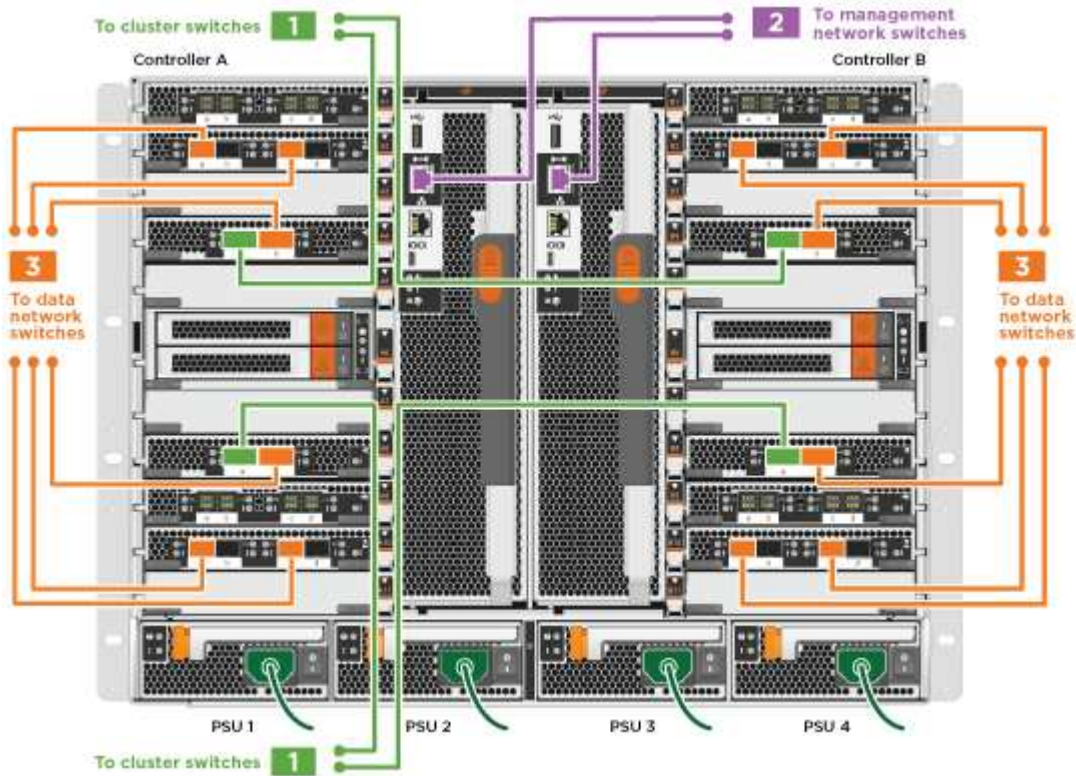 To cluster switches 1
2 To management
network switches
Controller A
Controller B
3
To data
network
switches
3
To data
network
switches
PSU 1
PSU 2
PSU 3
PSU 4
To cluster switches 1